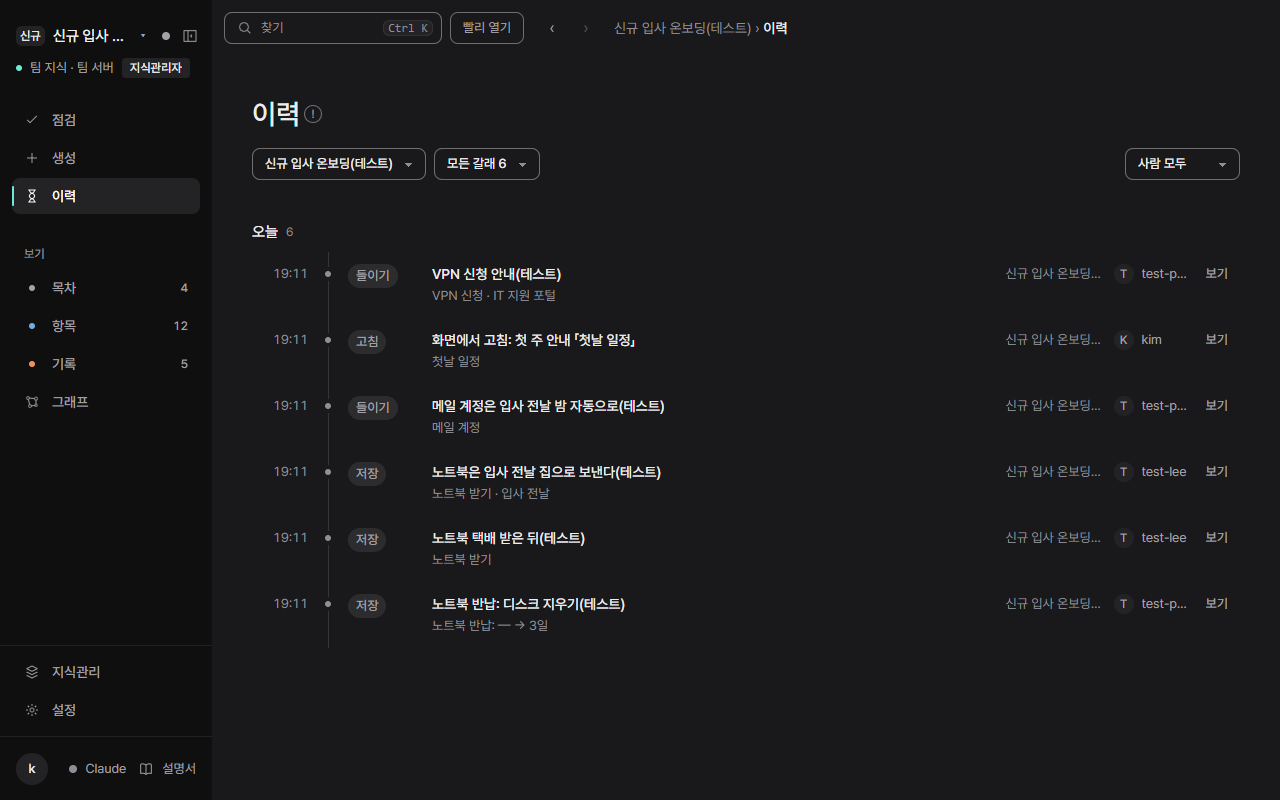 신규 신규 입사 ...
팀 지식 · 팀 서버 지식관리자
점검
생성
이력
보기
목차 4
항목 12
기록 5
그래프
지식관리
설정
k Claude 설명서
찾기 Ctrl K 빨리 열기 ‹ › 신규 입사 온보딩(테스트) › 이력
이력 !
신규 입사 온보딩(테스트) 모든 갈래 6 사람 모두
오늘 6
19:11 들이기 VPN 신청 안내(테스트) 신규 입사 온보딩... T test-p... 보기
VPN 신청 · IT 지원 포털
19:11 고침 화면에서 고침: 첫 주 안내 「첫날 일정」 신규 입사 온보딩... K kim 보기
첫날 일정
19:11 들이기 메일 계정은 입사 전날 밤 자동으로(테스트) 신규 입사 온보딩... T test-p... 보기
메일 계정
19:11 저장 노트북은 입사 전날 집으로 보낸다(테스트) 신규 입사 온보딩... T test-lee 보기
노트북 받기 · 입사 전날
19:11 저장 노트북 택배 받은 뒤(테스트) 신규 입사 온보딩... T test-lee 보기
노트북 받기
19:11 저장 노트북 반납: 디스크 지우기(테스트) 신규 입사 온보딩... T test-p... 보기
노트북 반납: — → 3일